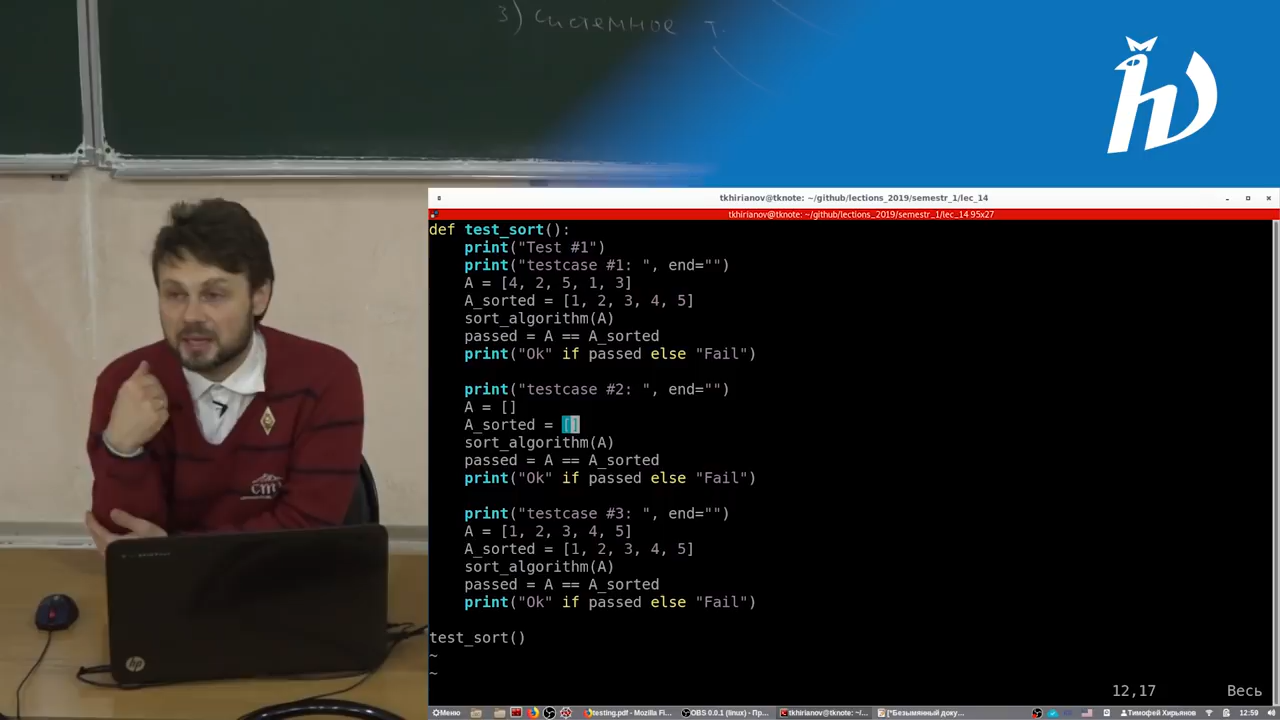 3) системное т.
tkhirianov@tknote: ~/github/lections_2019/semestr_1/lec_14
tkhirianov@tknote: ~/github/lections_2019/semestr_1/lec_14 95x27
def test_sort():
    print("Test #1")
    print("testcase #1: ", end="")
    A = [4, 2, 5, 1, 3]
    A_sorted = [1, 2, 3, 4, 5]
    sort_algorithm(A)
    passed = A == A_sorted
    print("Ok" if passed else "Fail")
    print("testcase #2: ", end="")
    A = []
    A_sorted = []
    sort_algorithm(A)
    passed = A == A_sorted
    print("Ok" if passed else "Fail")
    print("testcase #3: ", end="")
    A = [1, 2, 3, 4, 5]
    A_sorted = [1, 2, 3, 4, 5]
    sort_algorithm(A)
    passed = A == A_sorted
    print("Ok" if passed else "Fail")
test_sort()
~
~
12,17 Весь
Меню testing.pdf - Mozilla Fi... OBS 0.0.1 (linux) - Пр... tkhirianov@tknote: ~/... [*Безымянный доку... Тимофей Хирьянов 12:59
cm
hp